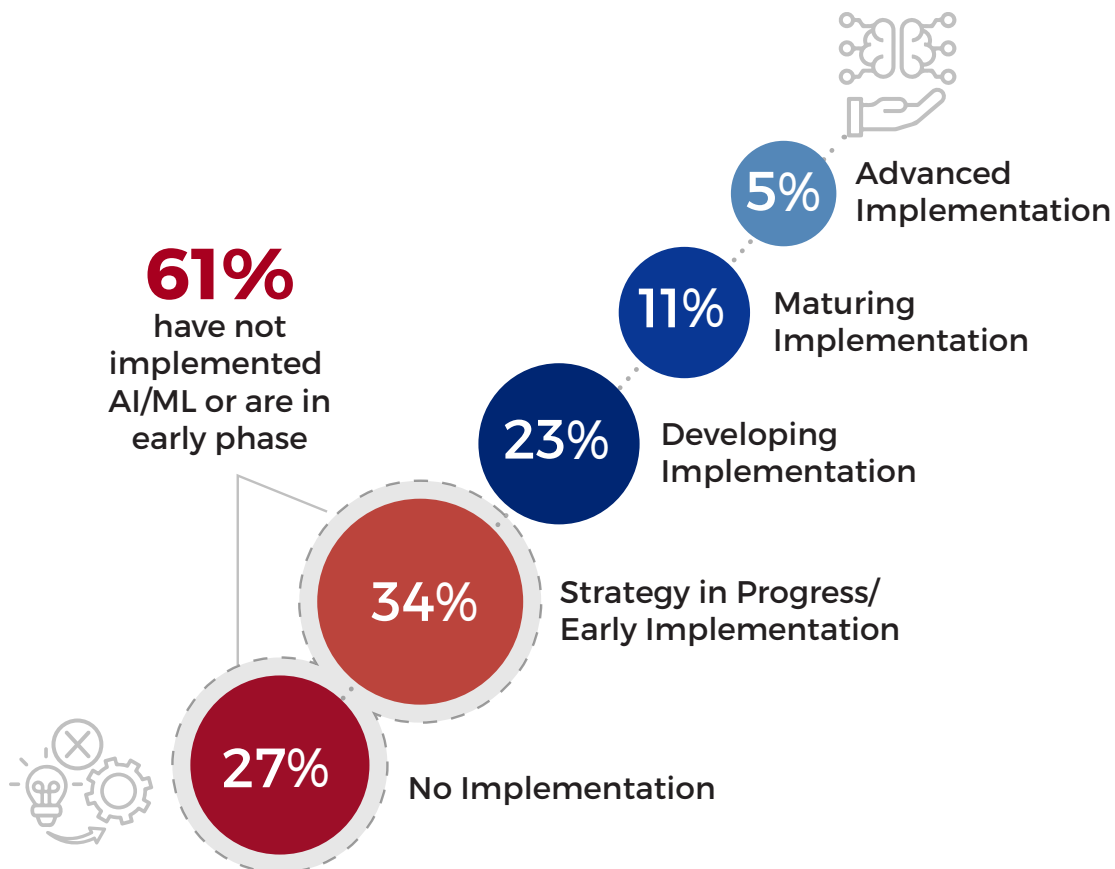 5%
Advanced
Implementation
61%
have not
implemented
AI/ML or are in
early phase
11%
Maturing
Implementation
23%
Developing
Implementation
34%
Strategy in Progress/
Early Implementation
27%
No Implementation